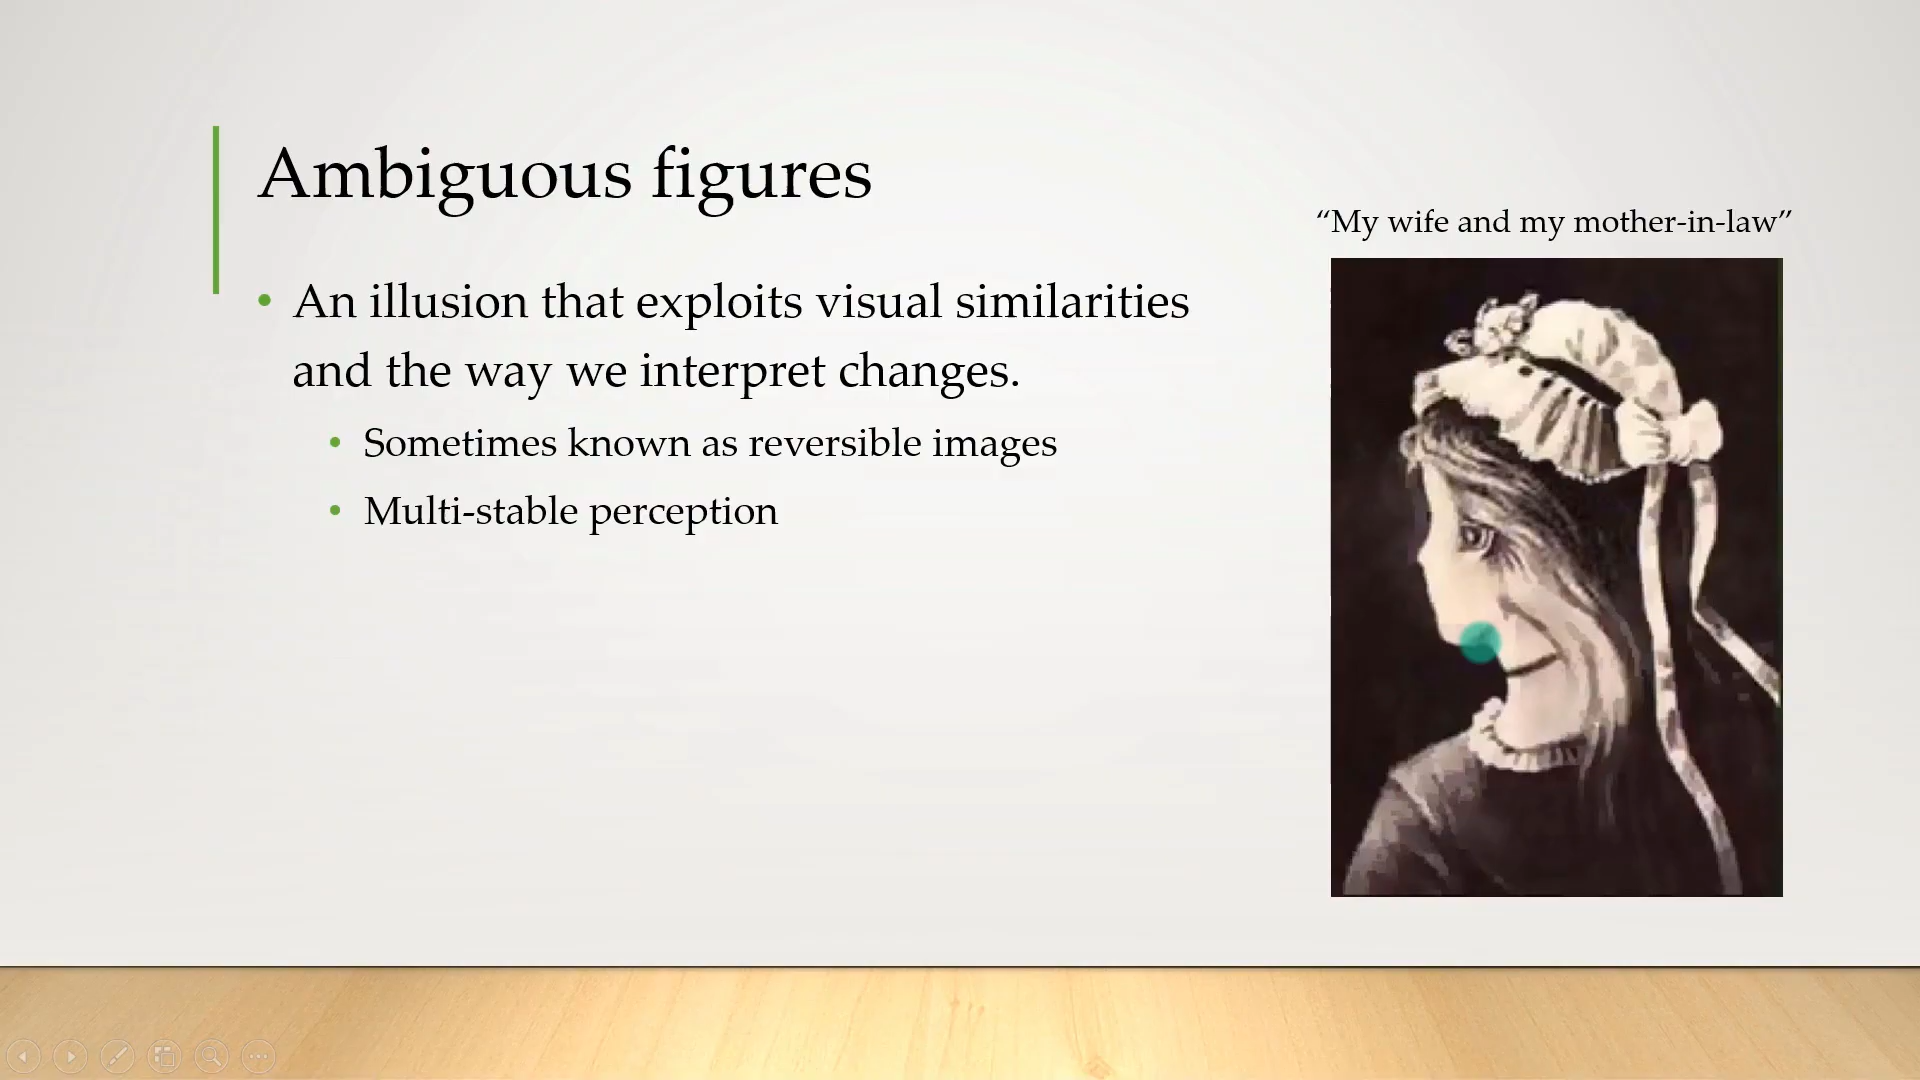 Ambiguous figures
“My wife and my mother-in-law”
• An illusion that exploits visual similarities
and the way we interpret changes.
• Sometimes known as reversible images
• Multi-stable perception